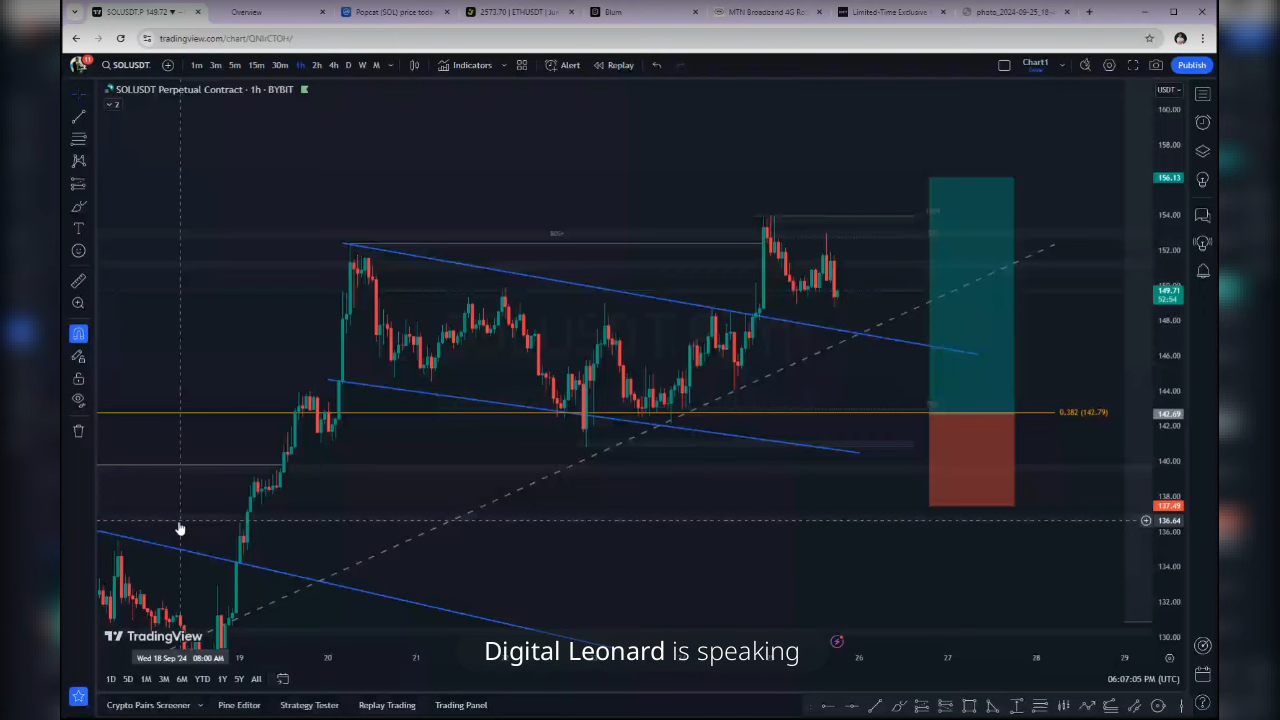 SOLUSDT.P 149.72
Overview
Popcat (SOL) price today
2573.70 | ETHUSDT
Blum
MTN Broadband 4G Ro
Limited-Time Exclusive
photo_2024-09-25_18-
tradingview.com/chart/QNIrCTOH/
11
SOLUSDT.
1m 3m 5m 15m 30m 1h 2h 4h D W M
Indicators
Alert
Replay
Chart1
Publish
SOLUSDT Perpetual Contract · 1h · BYBIT
2
USDT
160.00
158.00
156.13
154.00
BOS+
152.00
149.71
52:54
148.00
146.00
144.00
0.382 (142.79)
142.69
142.00
140.00
138.00
137.49
136.64
136.00
134.00
132.00
130.00
TradingView
Digital Leonard is speaking
Wed 18 Sep '24 08:00 AM
19 20 21 26 27 28 29
1D 5D 1M 3M 6M YTD 1Y 5Y All
06:07:05 PM (UTC)
Crypto Pairs Screener
Pine Editor
Strategy Tester
Replay Trading
Trading Panel